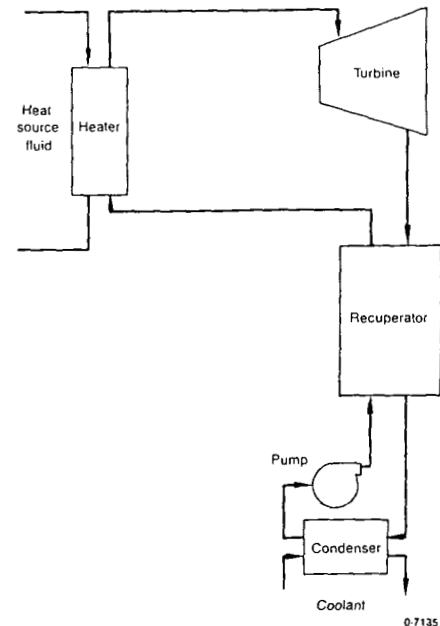 Turbine
Heat
source
fluid
Heater
Recuperator
Pump
Condenser
Coolant
0-7135